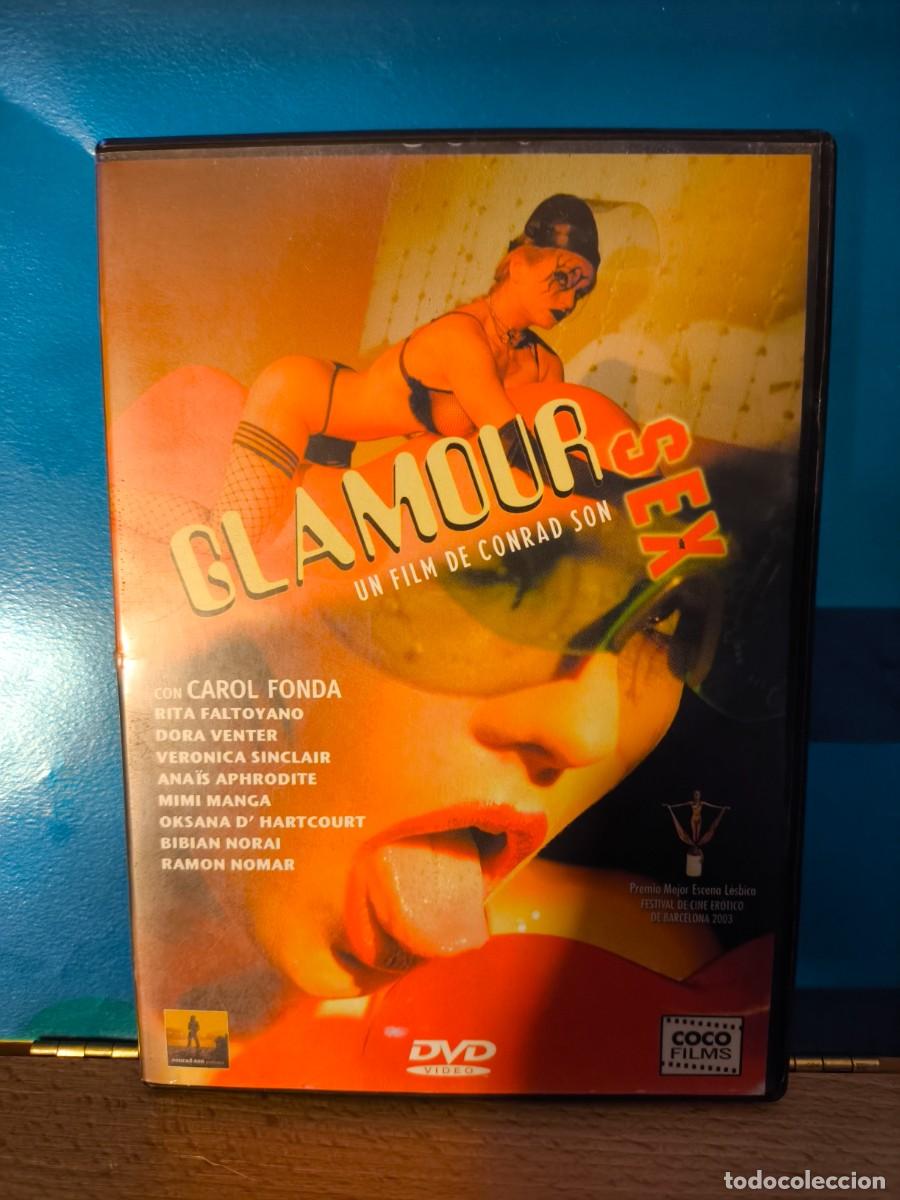 GLAMOUR
SEX
UN FILM DE CONRAD SON
CON CAROL FONDA
RITA FALTOYANO
DORA VENTER
VERONICA SINCLAIR
ANAÏS APHRODITE
MIMI MANGA
OKSANA D' HARTCOURT
BIBIAN NORAI
RAMON NOMAR
Premio Mejor Escena Lésbica
FESTIVAL DE CINE ERÓTICO
DE BARCELONA 2003
conrad son
DVD
VIDEO
COCO
FILMS
todocoleccion